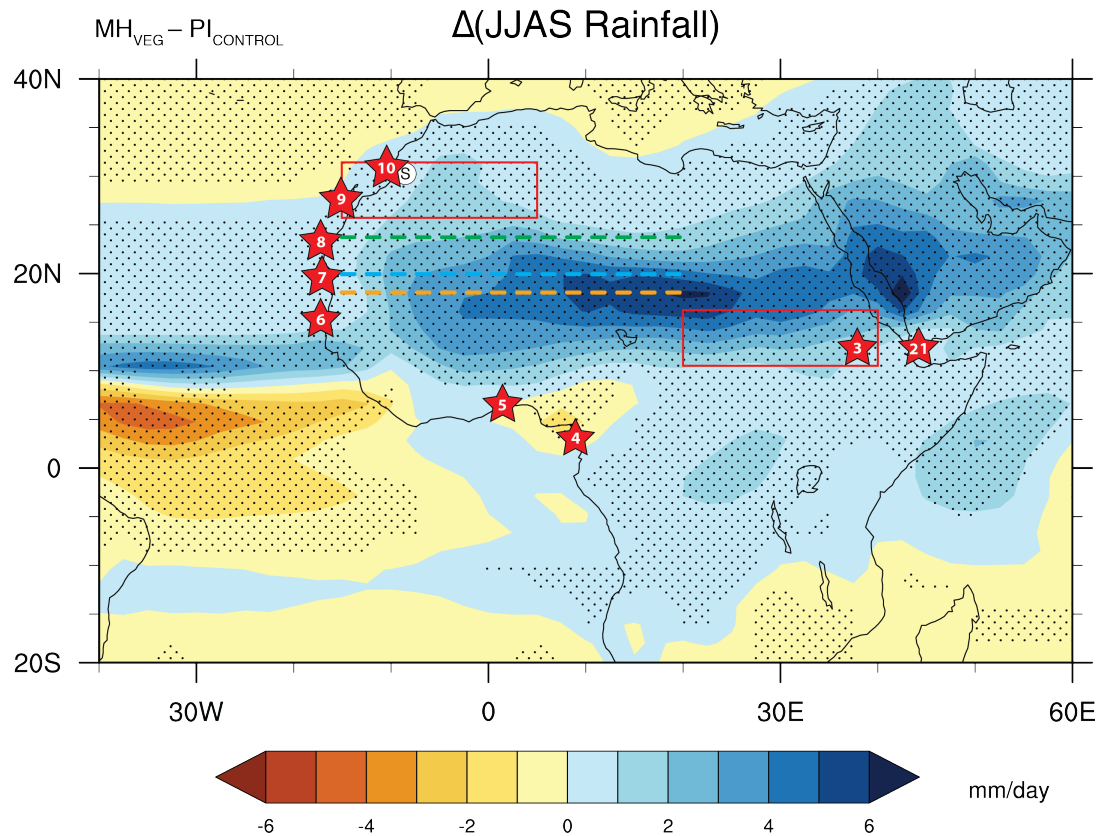 MHVEG – PICONTROL
Δ(JJAS Rainfall)
40N
20N
0
20S
10
S
9
8
7
6
5
4
3
21
30W
0
30E
60E
-6
-4
-2
0
2
4
6
mm/day